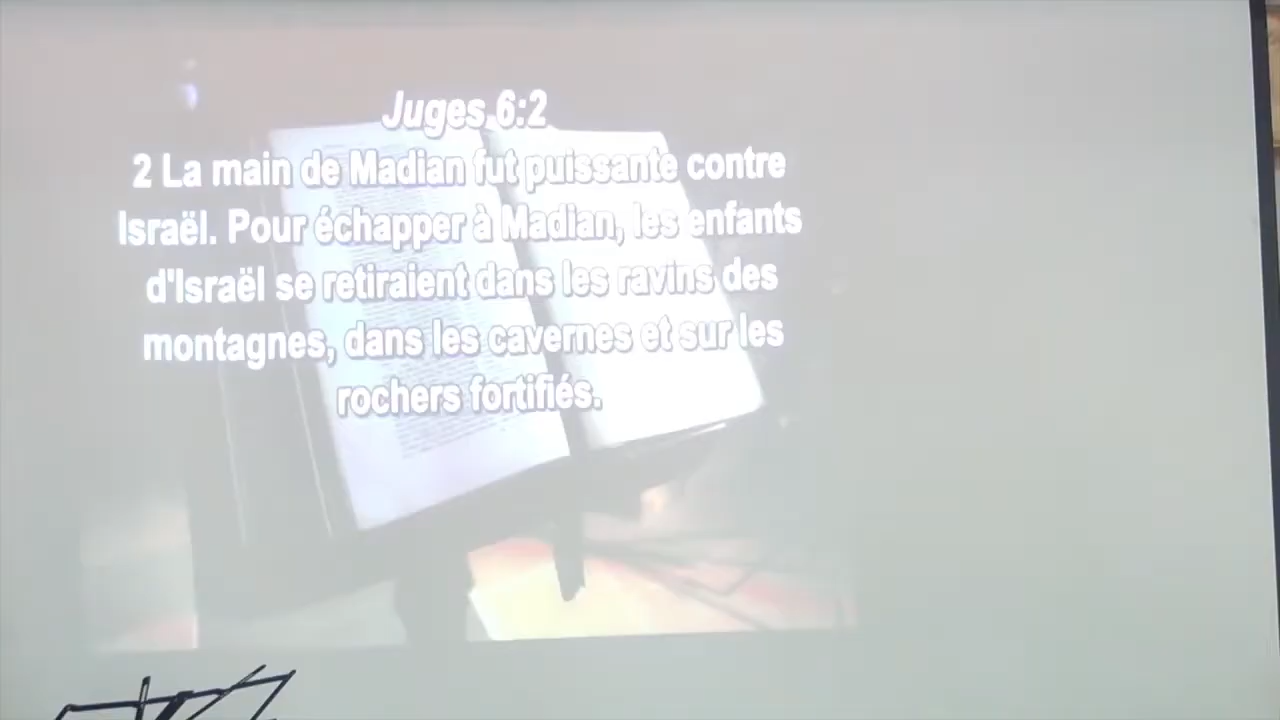 Juges 6:2
2 La main de Madian fut puissante contre
Israël. Pour échapper à Madian, les enfants
d'Israël se retiraient dans les ravins des
montagnes, dans les cavernes et sur les
rochers fortifiés.